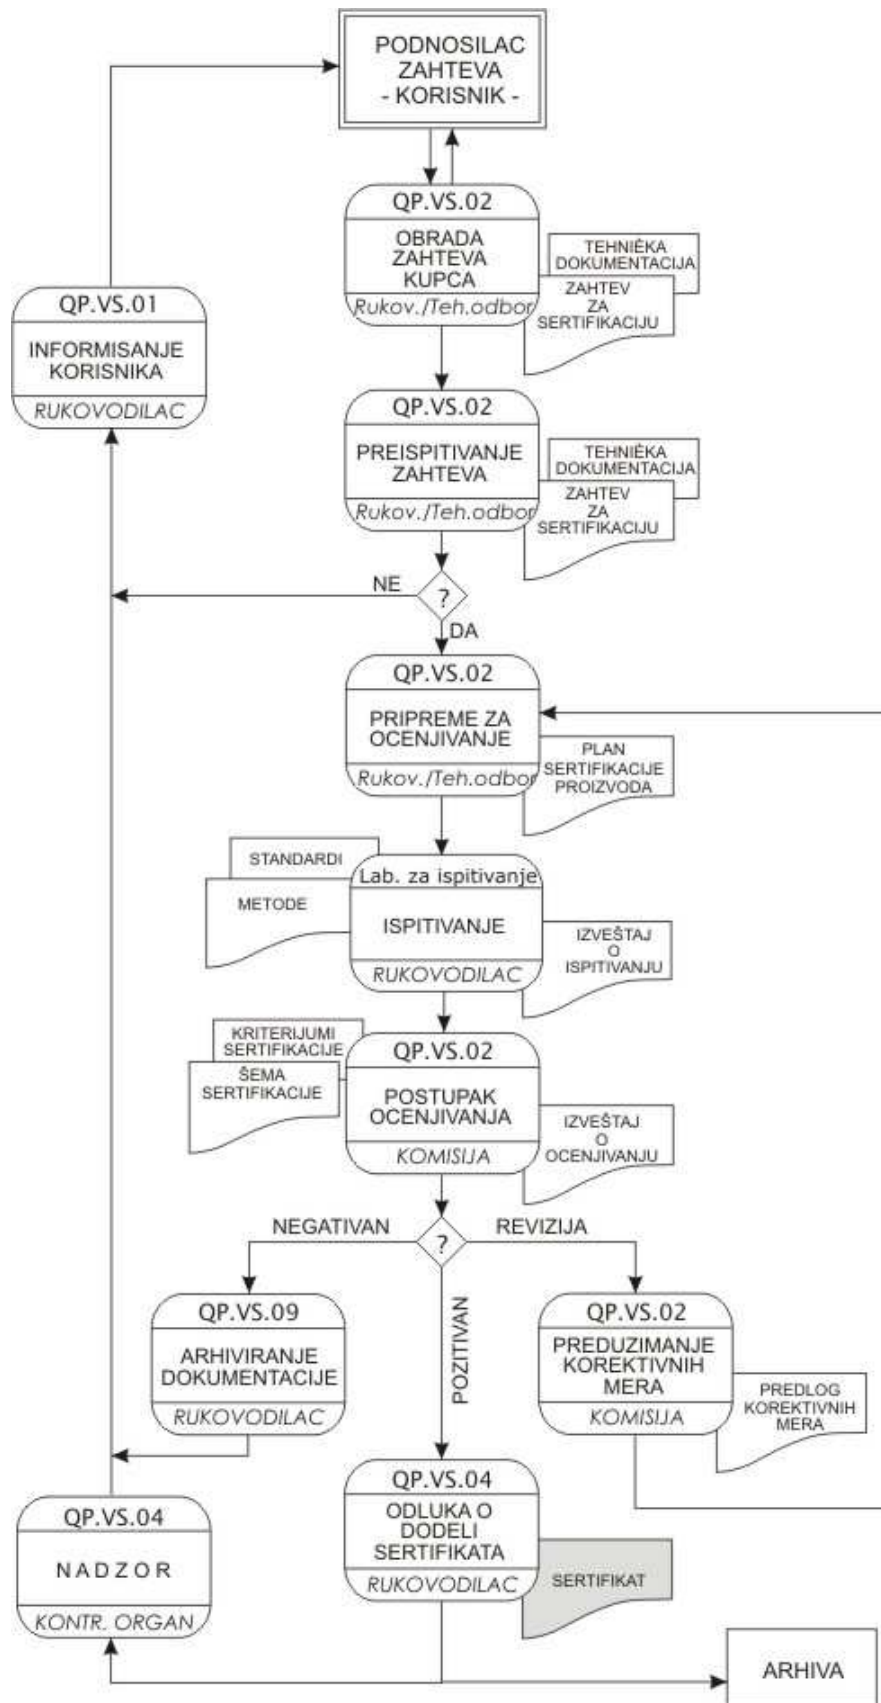 PODNOSILAC
ZAHTEVA
- KORISNIK -
QP.VS.02
OBRADA
ZAHTEVA
KUPCA
Rukov./Teh.odbor
TEHNIÈKA
DOKUMENTACIJA
ZAHTEV
ZA
SERTIFIKACIJU
QP.VS.01
INFORMISANJE
KORISNIKA
RUKOVODILAC
QP.VS.02
PREISPITIVANJE
ZAHTEVA
Rukov./Teh.odbor
TEHNIÈKA
DOKUMENTACIJA
ZAHTEV
ZA
SERTIFIKACIJU
NE
?
DA
QP.VS.02
PRIPREME ZA
OCENJIVANJE
Rukov./Teh.odbor
PLAN
SERTIFIKACIJE
PROIZVODA
STANDARDI
METODE
Lab. za ispitivanje
ISPITIVANJE
RUKOVODILAC
IZVEŠTAJ
O
ISPITIVANJU
KRITERIJUMI
SERTIFIKACIJE
ŠEMA
SERTIFIKACIJE
QP.VS.02
POSTUPAK
OCENJIVANJA
KOMISIJA
IZVEŠTAJ
O
OCENJIVANJU
NEGATIVAN
?
REVIZIJA
POZITIVAN
QP.VS.09
ARHIVIRANJE
DOKUMENTACIJE
RUKOVODILAC
QP.VS.02
PREDUZIMANJE
KOREKTIVNIH
MERA
KOMISIJA
PREDLOG
KOREKTIVNIH
MERA
QP.VS.04
NADZOR
KONTR. ORGAN
QP.VS.04
ODLUKA O
DODELI
SERTIFIKATA
RUKOVODILAC
SERTIFIKAT
ARHIVA